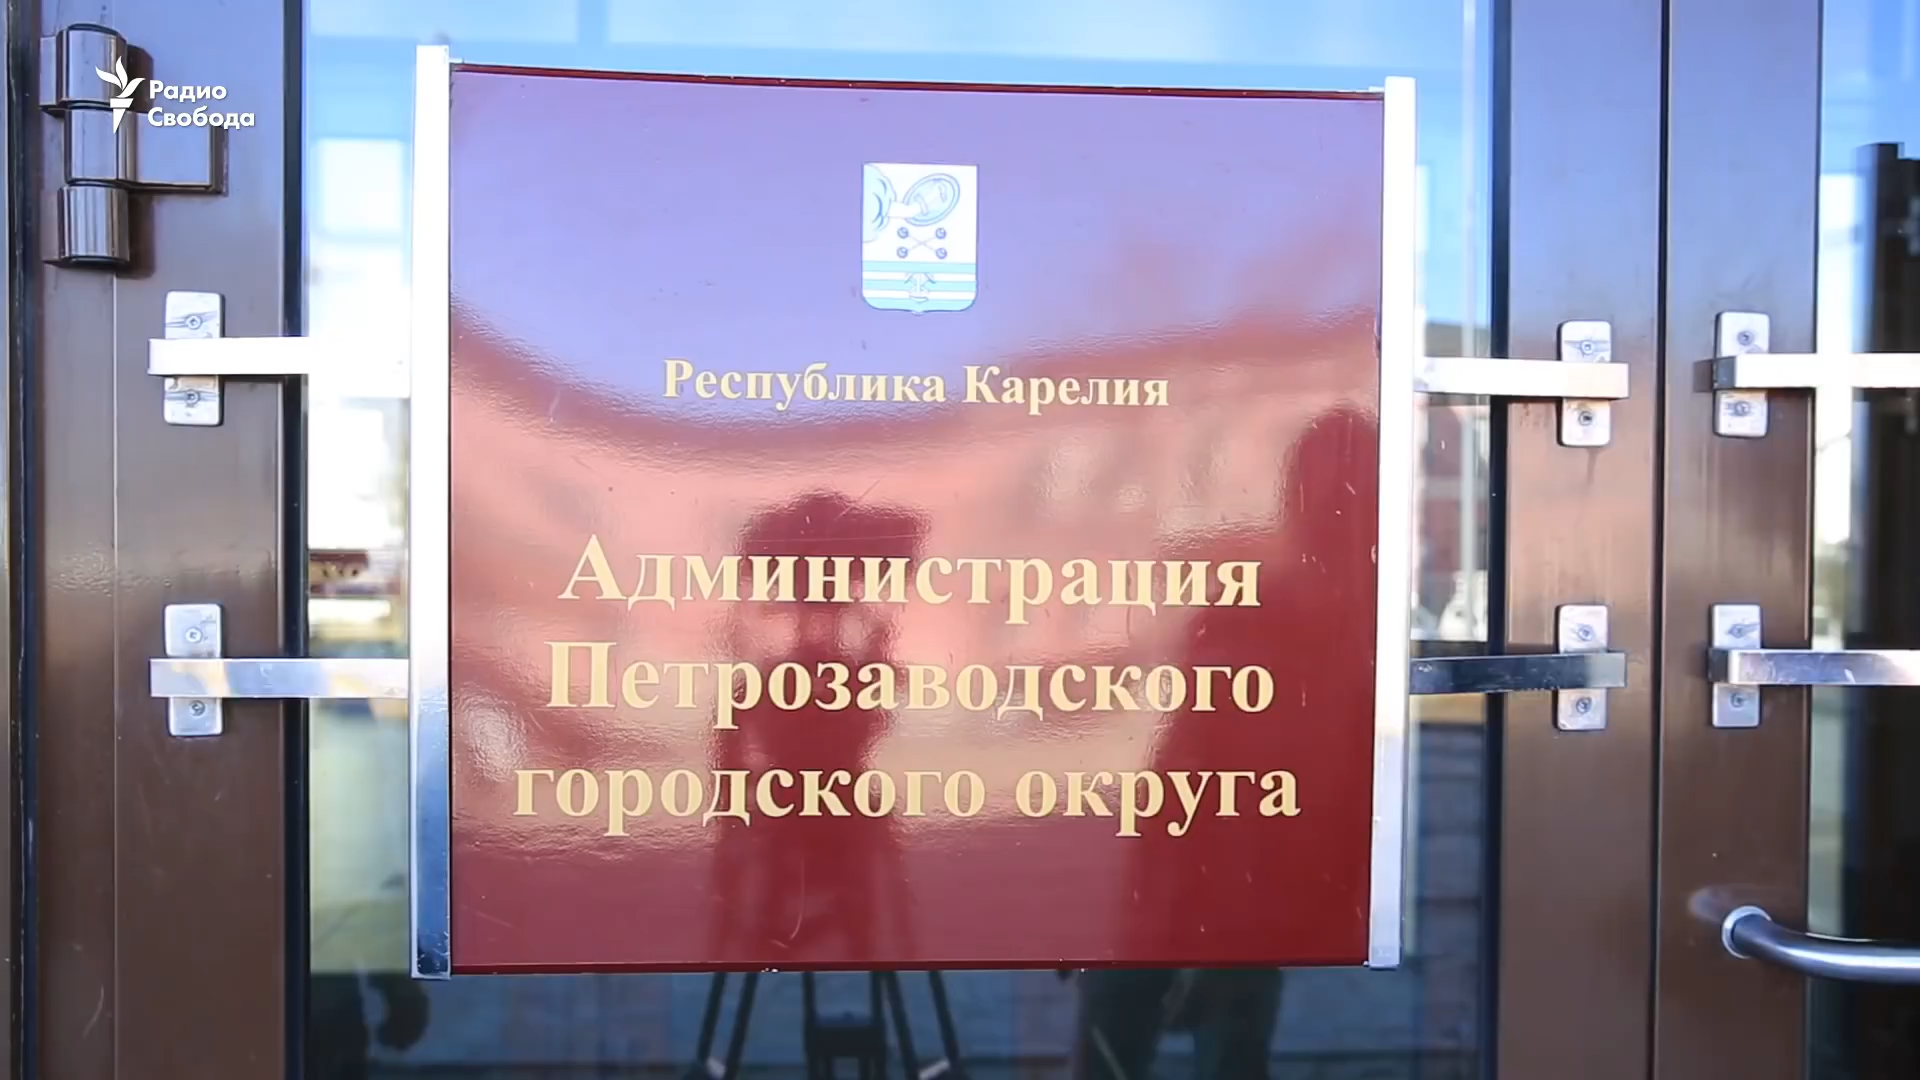 Радио
Свобода
Республика Карелия
Администрация
Петрозаводского
городского округа